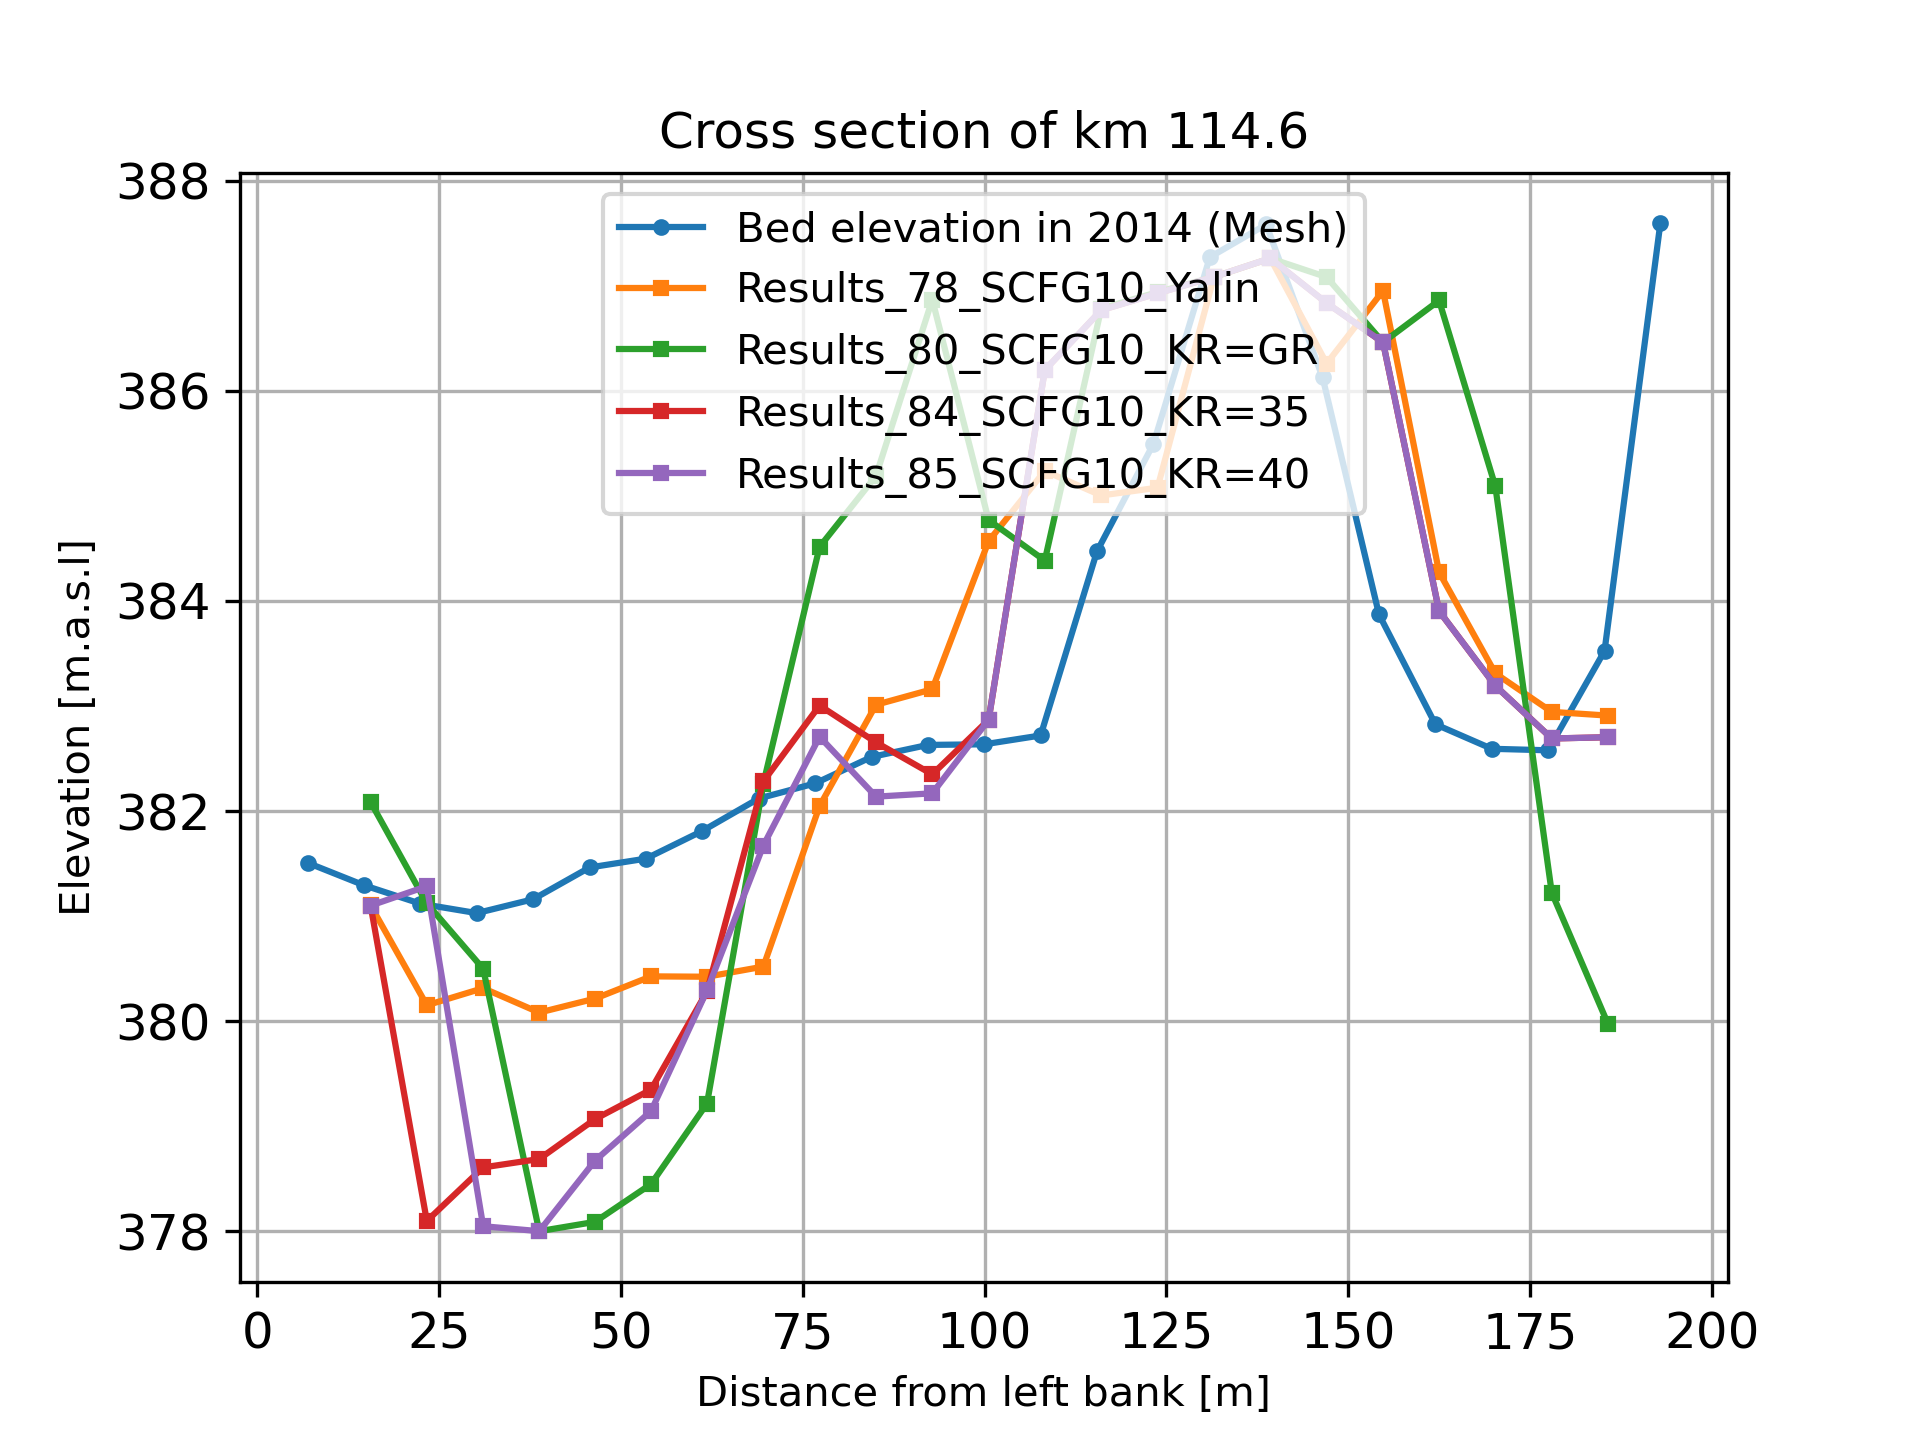 Cross section of km 114.6
388
386
384
382
380
378
Elevation [m.a.s.l]
Bed elevation in 2014 (Mesh)
Results_78_SCFG10_Yalin
Results_80_SCFG10_KR=GR
Results_84_SCFG10_KR=35
Results_85_SCFG10_KR=40
0 25 50 75 100 125 150 175 200
Distance from left bank [m]